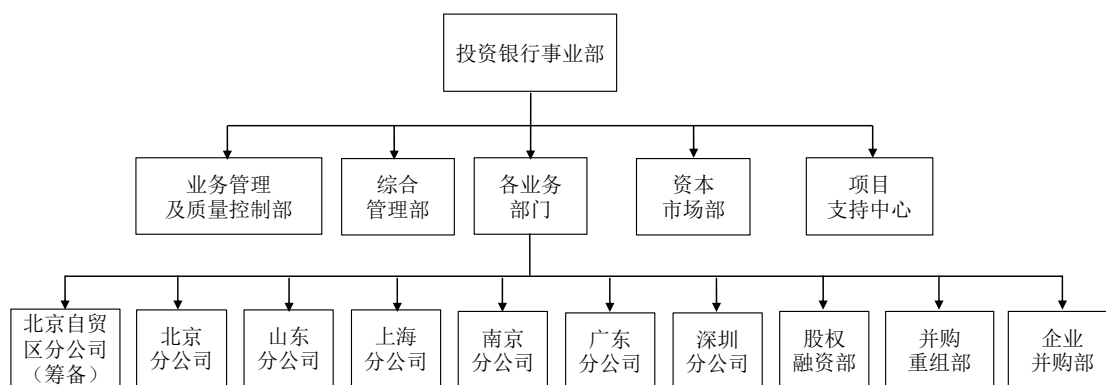 投资银行事业部
业务管理
及质量控制部
综合
管理部
各业务
部门
资本
市场部
项目
支持中心
北京自贸
区分公司
（筹备）
北京
分公司
山东
分公司
上海
分公司
南京
分公司
广东
分公司
深圳
分公司
股权
融资部
并购
重组部
企业
并购部